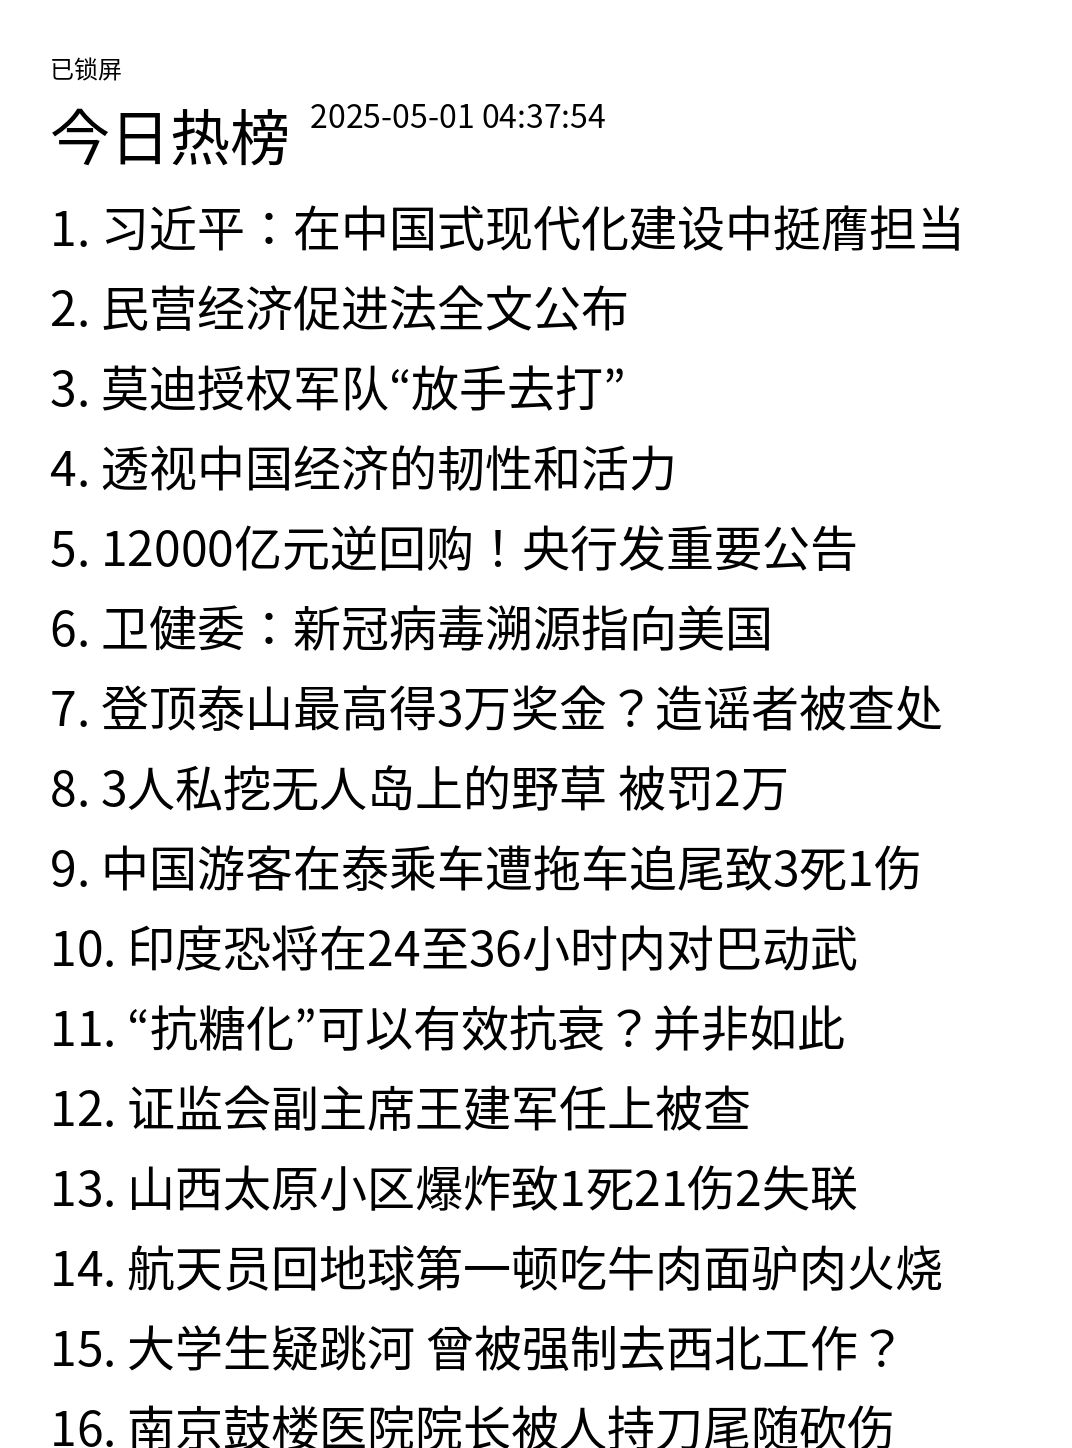 已锁屏
今日热榜 2025-05-01 04:37:54
1. 习近平：在中国式现代化建设中挺膺担当
2. 民营经济促进法全文公布
3. 莫迪授权军队“放手去打”
4. 透视中国经济的韧性和活力
5. 12000亿元逆回购！央行发重要公告
6. 卫健委：新冠病毒溯源指向美国
7. 登顶泰山最高得3万奖金？造谣者被查处
8. 3人私挖无人岛上的野草 被罚2万
9. 中国游客在泰乘车遭拖车追尾致3死1伤
10. 印度恐将在24至36小时内对巴动武
11. “抗糖化”可以有效抗衰？并非如此
12. 证监会副主席王建军任上被查
13. 山西太原小区爆炸致1死21伤2失联
14. 航天员回地球第一顿吃牛肉面驴肉火烧
15. 大学生疑跳河 曾被强制去西北工作？
16. 南京鼓楼医院院长被人持刀尾随砍伤